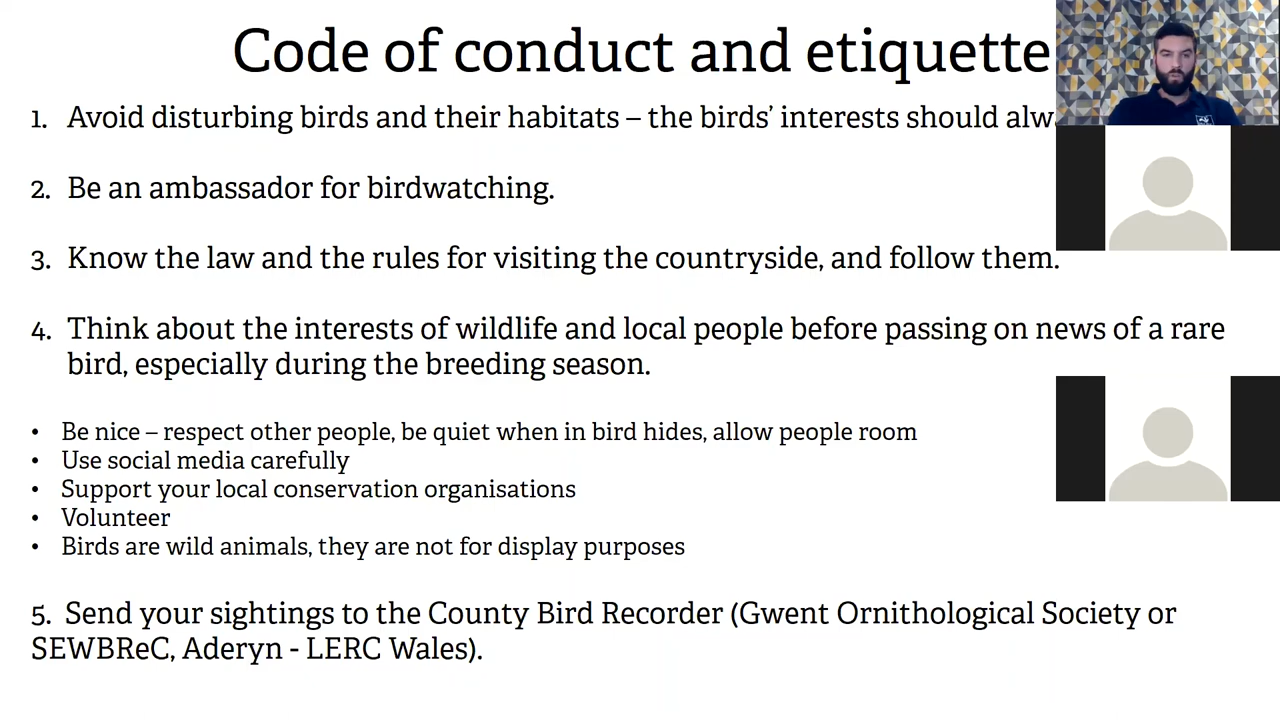 Code of conduct and etiquette
1. Avoid disturbing birds and their habitats – the birds’ interests should
2. Be an ambassador for birdwatching.
3. Know the law and the rules for visiting the countryside, and follow them.
4. Think about the interests of wildlife and local people before passing on news of a rare
bird, especially during the breeding season.
• Be nice – respect other people, be quiet when in bird hides, allow people room
• Use social media carefully
• Support your local conservation organisations
• Volunteer
• Birds are wild animals, they are not for display purposes
5. Send your sightings to the County Bird Recorder (Gwent Ornithological Society or
SEWBReC, Aderyn - LERC Wales).